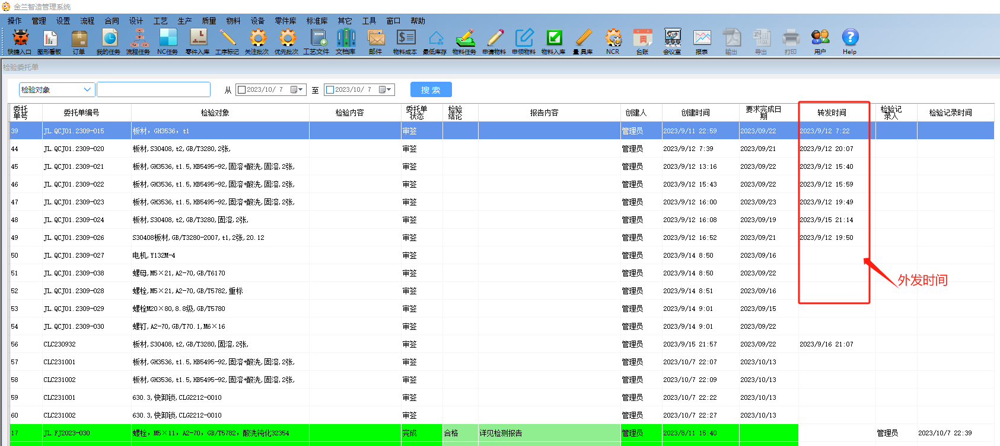 金兰智造管理系统
操作 管理 设置 流程 合同 设计 工艺 生产 质量 物料 设备 零件库 标准库 其它 工具 窗口 帮助
快捷入口 图形看板 订单 我的任务 流程任务 NC任务 零件入库 工序标记 关注批次 优先批次 工艺文件 文档库 邮件 物料成本 最低库存 物料任务 申请物料 申领物料 物料入库 量具库 NCR 台账 会议室 报表 输出 导出 打印 用户 Help
检验委托单
检验对象 从 2023/10/ 7 至 2023/10/ 7 搜 索
委托单号 委托单编号 检验对象 检验内容 委托单状态 检验结论 报告内容 创建人 创建时间 要求完成日期 转发时间 检验记录人 检验记录时间
39 JL.QCJ01.2309-015 板材，GH3536，t1 审签 管理员 2023/9/11 22:59 2023/09/22 2023/9/12 7:22
44 JL.QCJ01.2309-020 板材,S30408,t2,GB/T3280,2张, 审签 管理员 2023/9/12 7:39 2023/09/21 2023/9/12 20:07
45 JL.QCJ01.2309-021 板材,GH3536,t1.5,HB5495-92,固溶+酸洗,固溶,2张, 审签 管理员 2023/9/12 13:16 2023/09/22 2023/9/12 15:40
46 JL.QCJ01.2309-022 板材,GH3536,t1.5,HB5495-92,固溶+酸洗,固溶,2张, 审签 管理员 2023/9/12 15:43 2023/09/22 2023/9/12 15:59
47 JL.QCJ01.2309-023 板材,GH3536,t1.5,HB5495-92,固溶+酸洗,固溶,2张, 审签 管理员 2023/9/12 16:00 2023/09/23 2023/9/12 19:49
48 JL.QCJ01.2309-024 板材,S30408,t2,GB/T3280,固溶,2张, 审签 管理员 2023/9/12 16:08 2023/09/19 2023/9/15 21:14
49 JL.QCJ01.2309-026 S30408板材,GB/T3280-2007,t1,2张,20.12 审签 管理员 2023/9/12 16:52 2023/09/21 2023/9/12 19:50
50 JL.QCJ01.2309-027 电机,Y132M-4 审签 管理员 2023/9/14 8:50 2023/09/16
51 JL.QCJ01.2309-038 螺母,M5×21,A2-70,GB/T6170 审签 管理员 2023/9/14 8:50 2023/09/22
外发时间
52 JL.QCJ01.2309-028 螺栓,M5×21,A2-70,GB/T5782,重标 审签 管理员 2023/9/14 8:51 2023/09/16
53 JL.QCJ01.2309-029 螺栓M20×80,8.8级,GB/T5780 审签 管理员 2023/9/14 9:01 2023/09/15
54 JL.QCJ01.2309-030 螺钉,A2-70,GB/T70.1,M6×16 审签 管理员 2023/9/14 9:01 2023/09/22
56 CLC230932 板材,S30408,t2,GB/T3280,固溶,2张, 审签 管理员 2023/9/15 21:57 2023/09/22 2023/9/16 21:07
57 CLC231001 板材,GH3536,t1.5,HB5495-92,固溶+酸洗,固溶,2张, 审签 管理员 2023/10/7 22:07 2023/10/13
58 CLC231002 板材,GH3536,t1.5,HB5495-92,固溶+酸洗,固溶,2张, 审签 管理员 2023/10/7 22:09 2023/10/13
59 CLC231001 630.3,快卸锁,CLG2212-0010 审签 管理员 2023/10/7 22:22 2023/10/13
60 CLC231002 630.3,快卸锁,CLG2212-0010 审签 管理员 2023/10/7 22:27 2023/10/13
17 JL.FJ2023-030 螺栓，M5×11，A2-70，GB/T5782，酸洗钝化32354 完成 合格 详见检测报告 管理员 2023/8/11 15:40 管理员 2023/10/7 22:39